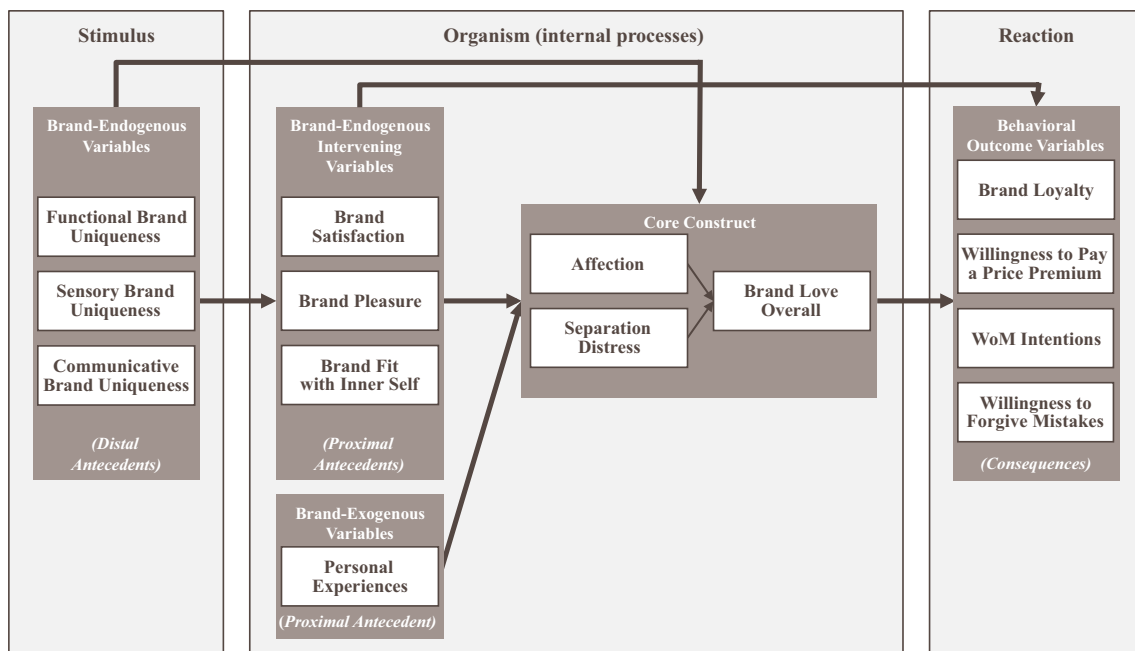 Stimulus
Brand-Endogenous
Variables
Functional Brand
Uniqueness
Sensory Brand
Uniqueness
Communicative
Brand Uniqueness
(Distal
Antecedents)
Organism (internal processes)
Brand-Endogenous
Intervening
Variables
Brand
Satisfaction
Brand Pleasure
Brand Fit
with Inner Self
(Proximal
Antecedents)
Brand-Exogenous
Variables
Personal
Experiences
(Proximal Antecedent)
Core Construct
Affection
Separation
Distress
Brand Love
Overall
Reaction
Behavioral
Outcome Variables
Brand Loyalty
Willingness to Pay
a Price Premium
WoM Intentions
Willingness to
Forgive Mistakes
(Consequences)